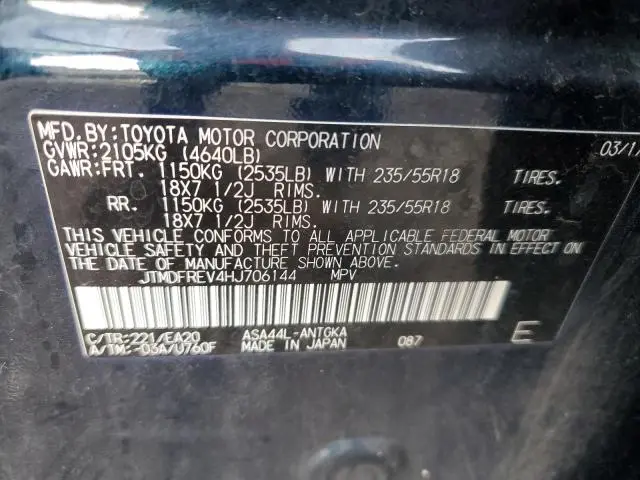 MFD.BY:TOYOTA MOTOR CORPORATION 03/1
GVWR:2105KG (4640LB)
GAWR:FRT. 1150KG (2535LB) WITH 235/55R18 TIRES.
18X7 1/2J RIMS.
RR. 1150KG (2535LB) WITH 235/55R18 TIRES.
18X7 1/2J RIMS.
THIS VEHICLE CONFORMS TO ALL APPLICABLE FEDERAL MOTOR
VEHICLE SAFETY AND THEFT PREVENTION STANDARDS IN EFFECT ON
THE DATE OF MANUFACTURE SHOWN ABOVE.
JTMDFREV4HJ706144 MPV
C/TR:221/EA20 ASA44L-ANTGKA
A/TM:-03A/U760F MADE IN JAPAN 087 E